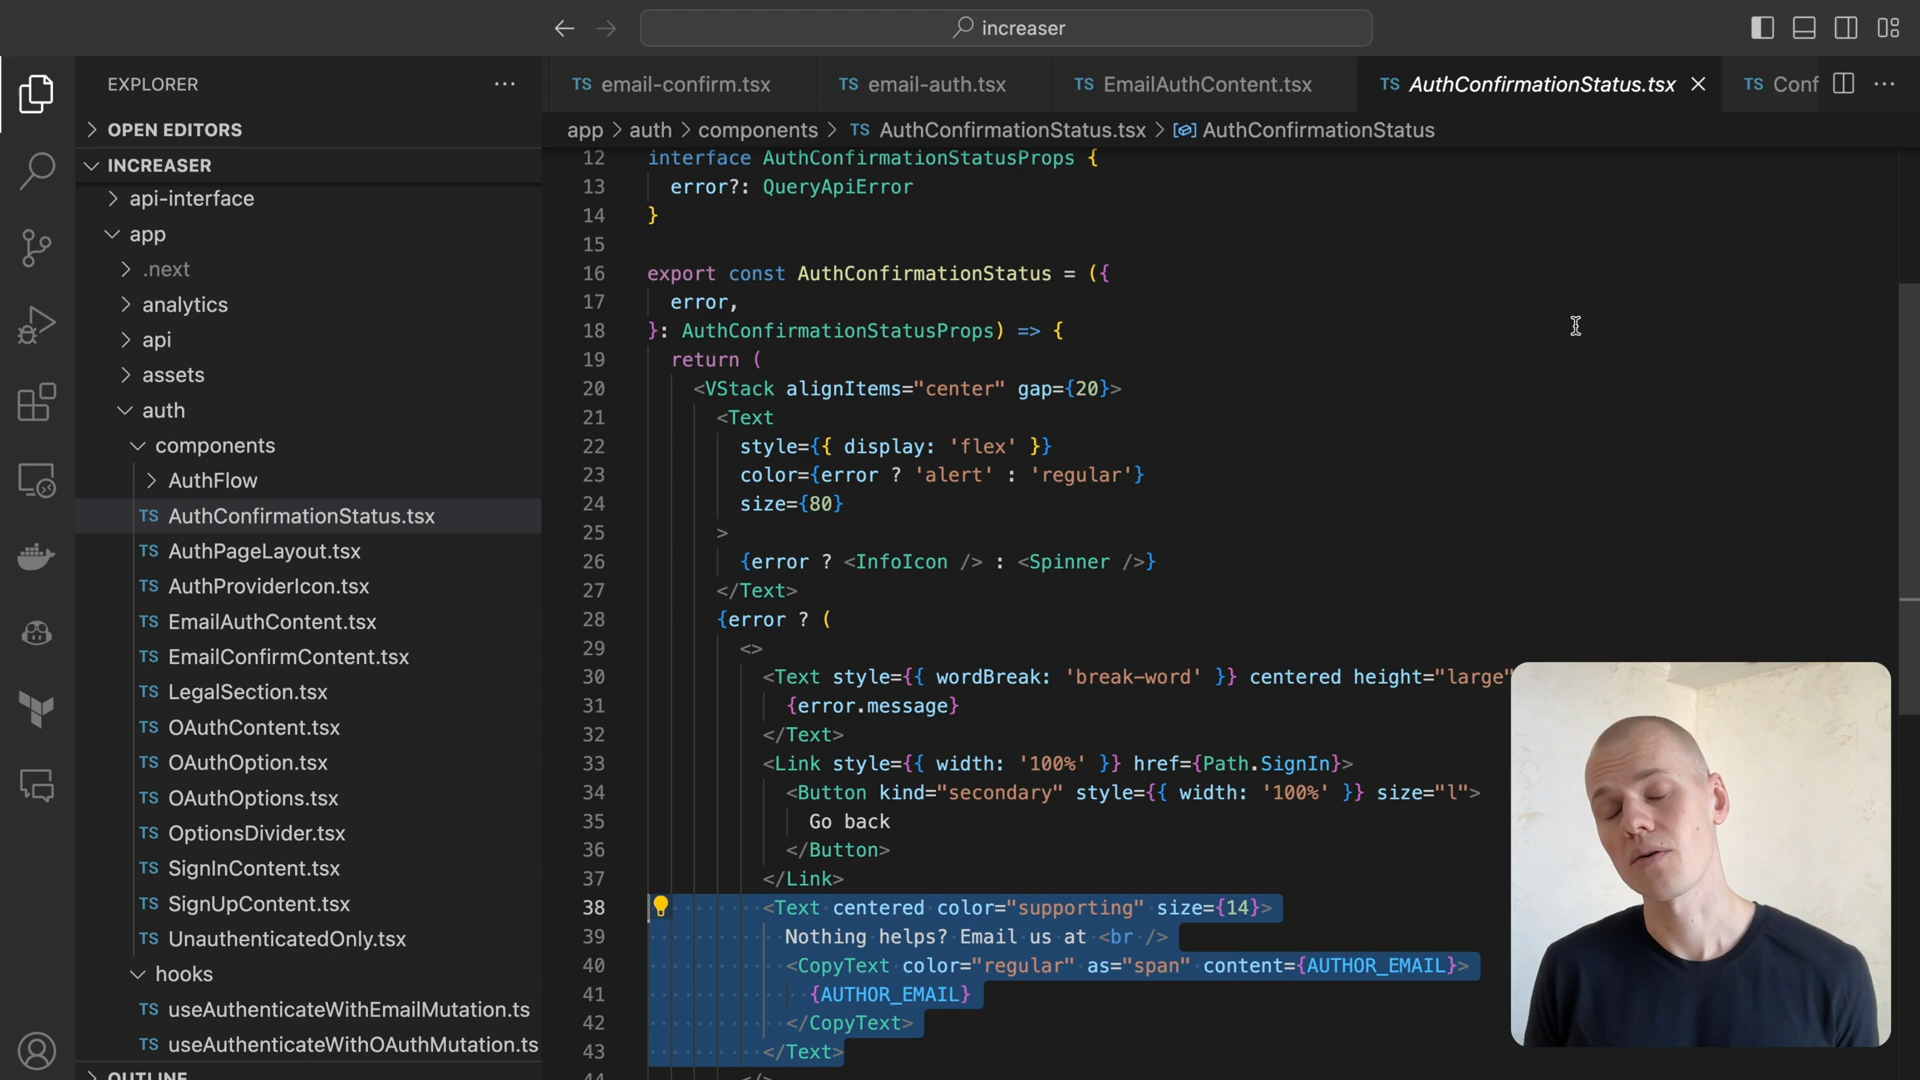 increaser
EXPLORER
OPEN EDITORS
INCREASER
api-interface
app
.next
analytics
api
assets
auth
components
AuthFlow
TS AuthConfirmationStatus.tsx
TS AuthPageLayout.tsx
TS AuthProviderIcon.tsx
TS EmailAuthContent.tsx
TS EmailConfirmContent.tsx
TS LegalSection.tsx
TS OAuthContent.tsx
TS OAuthOption.tsx
TS OAuthOptions.tsx
TS OptionsDivider.tsx
TS SignInContent.tsx
TS SignUpContent.tsx
TS UnauthenticatedOnly.tsx
hooks
TS useAuthenticateWithEmailMutation.ts
TS useAuthenticateWithOAuthMutation.ts
OUTLINE
TS email-confirm.tsx TS email-auth.tsx TS EmailAuthContent.tsx TS AuthConfirmationStatus.tsx TS Conf
app > auth > components > TS AuthConfirmationStatus.tsx > AuthConfirmationStatus
12 interface AuthConfirmationStatusProps {
13 error?: QueryApiError
14 }
15
16 export const AuthConfirmationStatus = ({
17 error,
18 }: AuthConfirmationStatusProps) => {
19 return (
20 <VStack alignItems="center" gap={20}>
21 <Text
22 style={{ display: 'flex' }}
23 color={error ? 'alert' : 'regular'}
24 size={80}
25 >
26 {error ? <InfoIcon /> : <Spinner />}
27 </Text>
28 {error ? (
29 <>
30 <Text style={{ wordBreak: 'break-word' }} centered height="large"
31 {error.message}
32 </Text>
33 <Link style={{ width: '100%' }} href={Path.SignIn}>
34 <Button kind="secondary" style={{ width: '100%' }} size="l">
35 Go back
36 </Button>
37 </Link>
38 <Text centered color="supporting" size={14}>
39 Nothing helps? Email us at <br />
40 <CopyText color="regular" as="span" content={AUTHOR_EMAIL}>
41 {AUTHOR_EMAIL}
42 </CopyText>
43 </Text>
44 </>